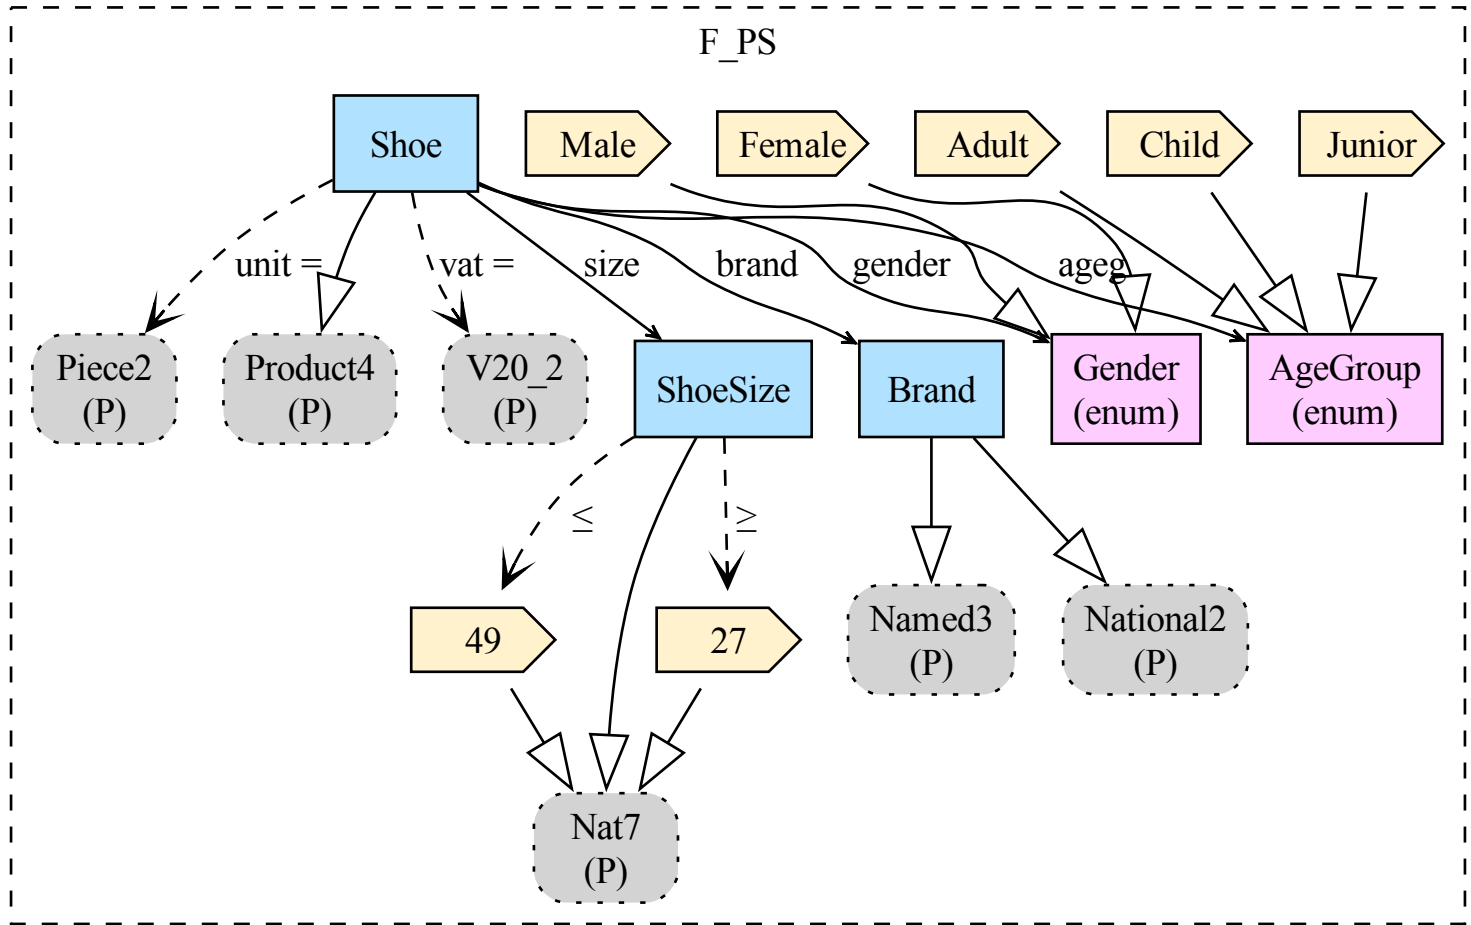 F_PS
Shoe
Male
Female
Adult
Child
Junior
unit =
vat =
size
brand
gender
ageg
Piece2
(P)
Product4
(P)
V20_2
(P)
ShoeSize
Brand
Gender
(enum)
AgeGroup
(enum)
≤
≥
49
27
Named3
(P)
National2
(P)
Nat7
(P)